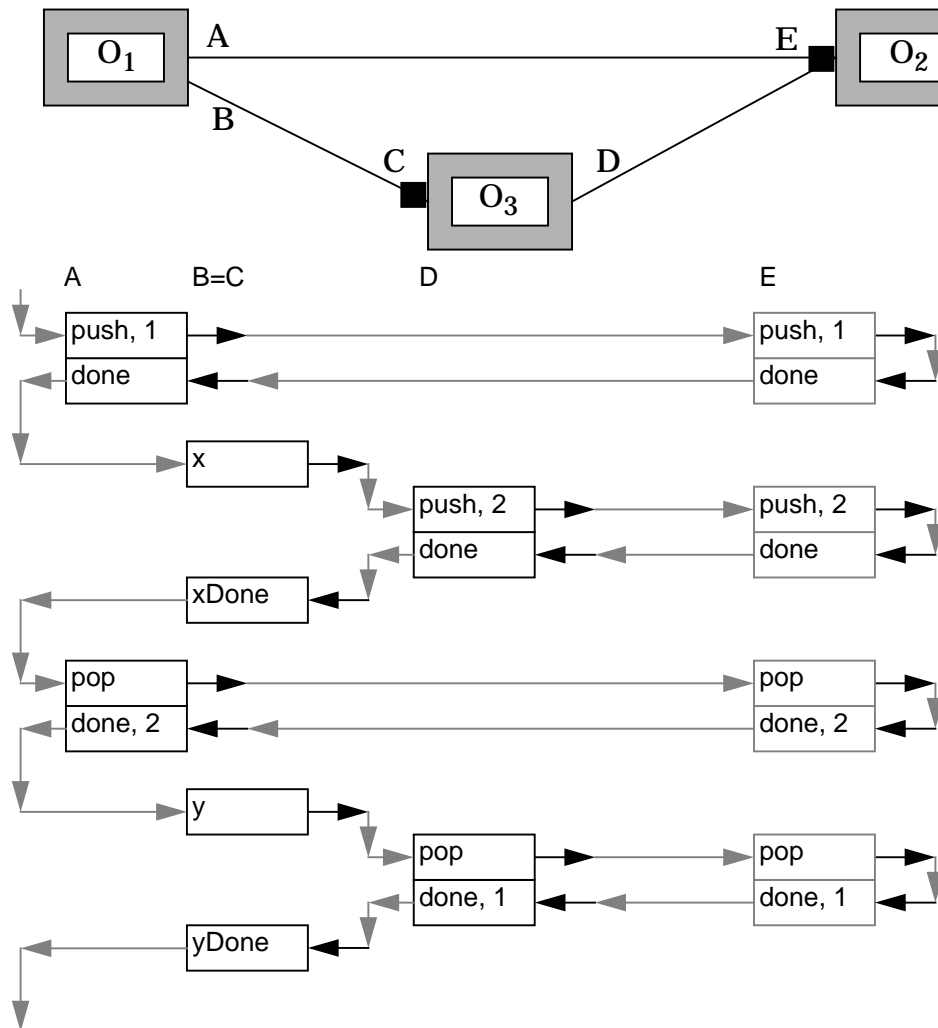 A E
O1 O2
B
C D
O3
A B=C D E
push, 1 push, 1
done done
x
push, 2 push, 2
done done
xDone
pop pop
done, 2 done, 2
y
pop pop
done, 1 done, 1
yDone